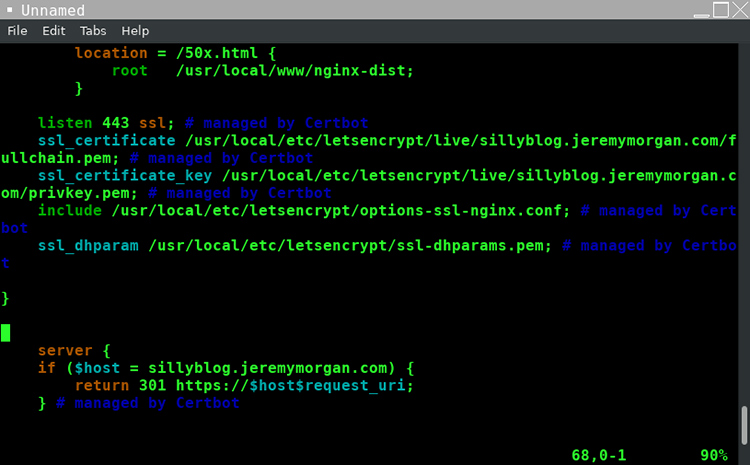 Unnamed
File Edit Tabs Help
location = /50x.html {
root /usr/local/www/nginx-dist;
}
listen 443 ssl; # managed by Certbot
ssl_certificate /usr/local/etc/letsencrypt/live/sillyblog.jeremymorgan.com/f
ullchain.pem; # managed by Certbot
ssl_certificate_key /usr/local/etc/letsencrypt/live/sillyblog.jeremymorgan.c
om/privkey.pem; # managed by Certbot
include /usr/local/etc/letsencrypt/options-ssl-nginx.conf; # managed by Cert
bot
ssl_dhparam /usr/local/etc/letsencrypt/ssl-dhparams.pem; # managed by Certbo
t
}
server {
if ($host = sillyblog.jeremymorgan.com) {
return 301 https://$host$request_uri;
} # managed by Certbot
68,0-1 90%